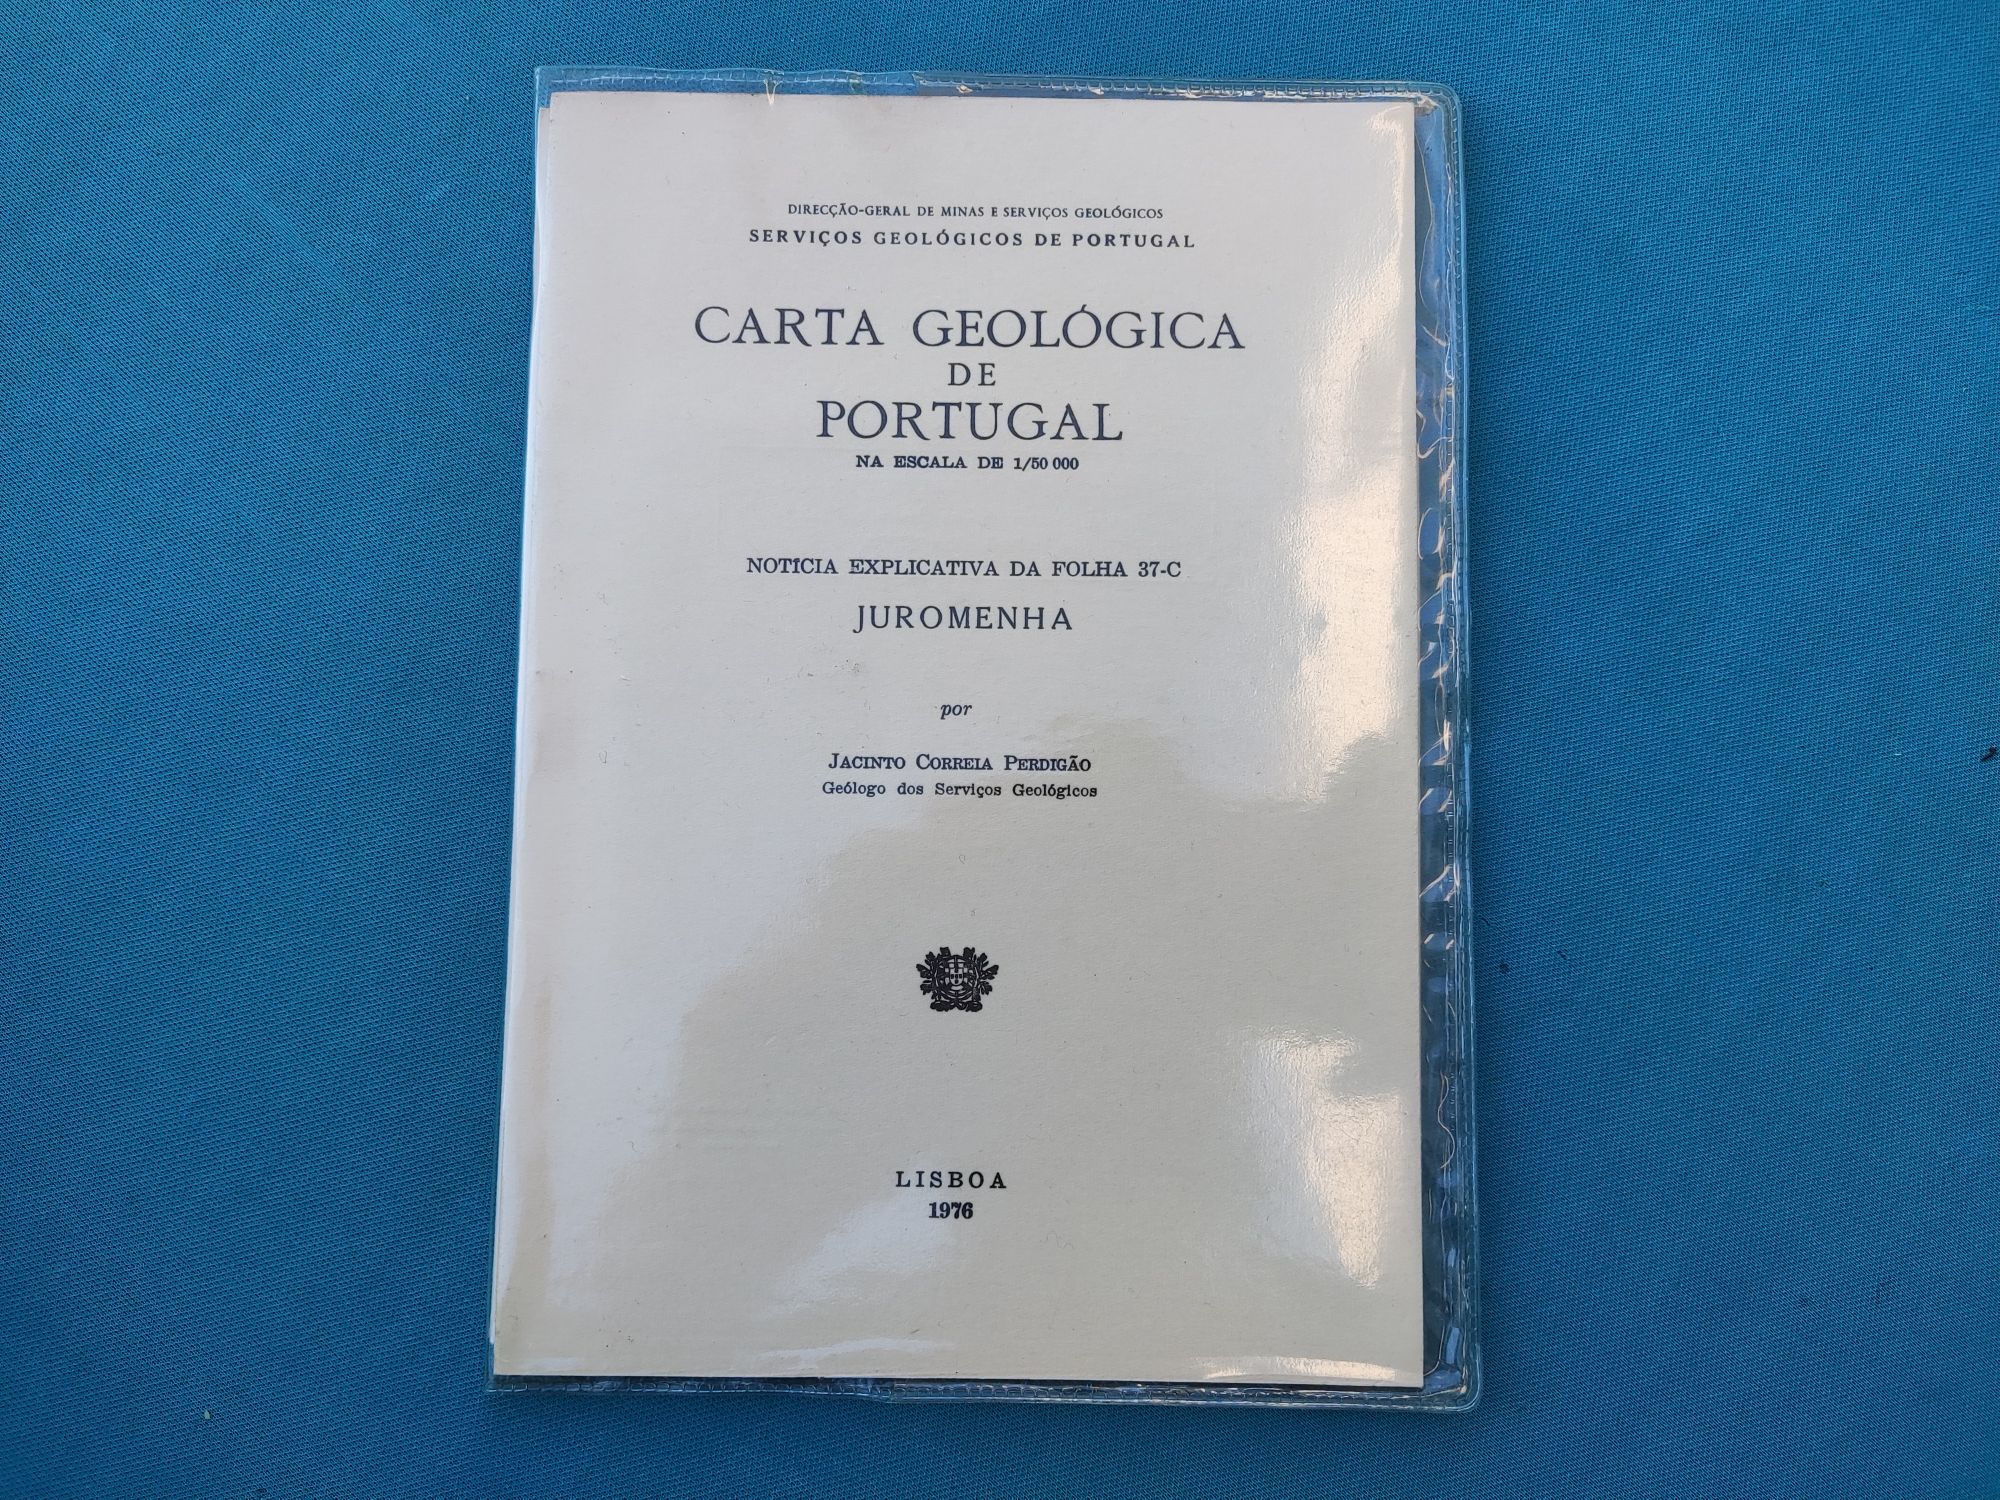 DIRECÇÃO-GERAL DE MINAS E SERVIÇOS GEOLÓGICOS
SERVIÇOS GEOLÓGICOS DE PORTUGAL
CARTA GEOLÓGICA
DE
PORTUGAL
NA ESCALA DE 1/50 000
NOTÍCIA EXPLICATIVA DA FOLHA 37-C
JUROMENHA
por
JACINTO CORREIA PERDIGÃO
Geólogo dos Serviços Geológicos
LISBOA
1976